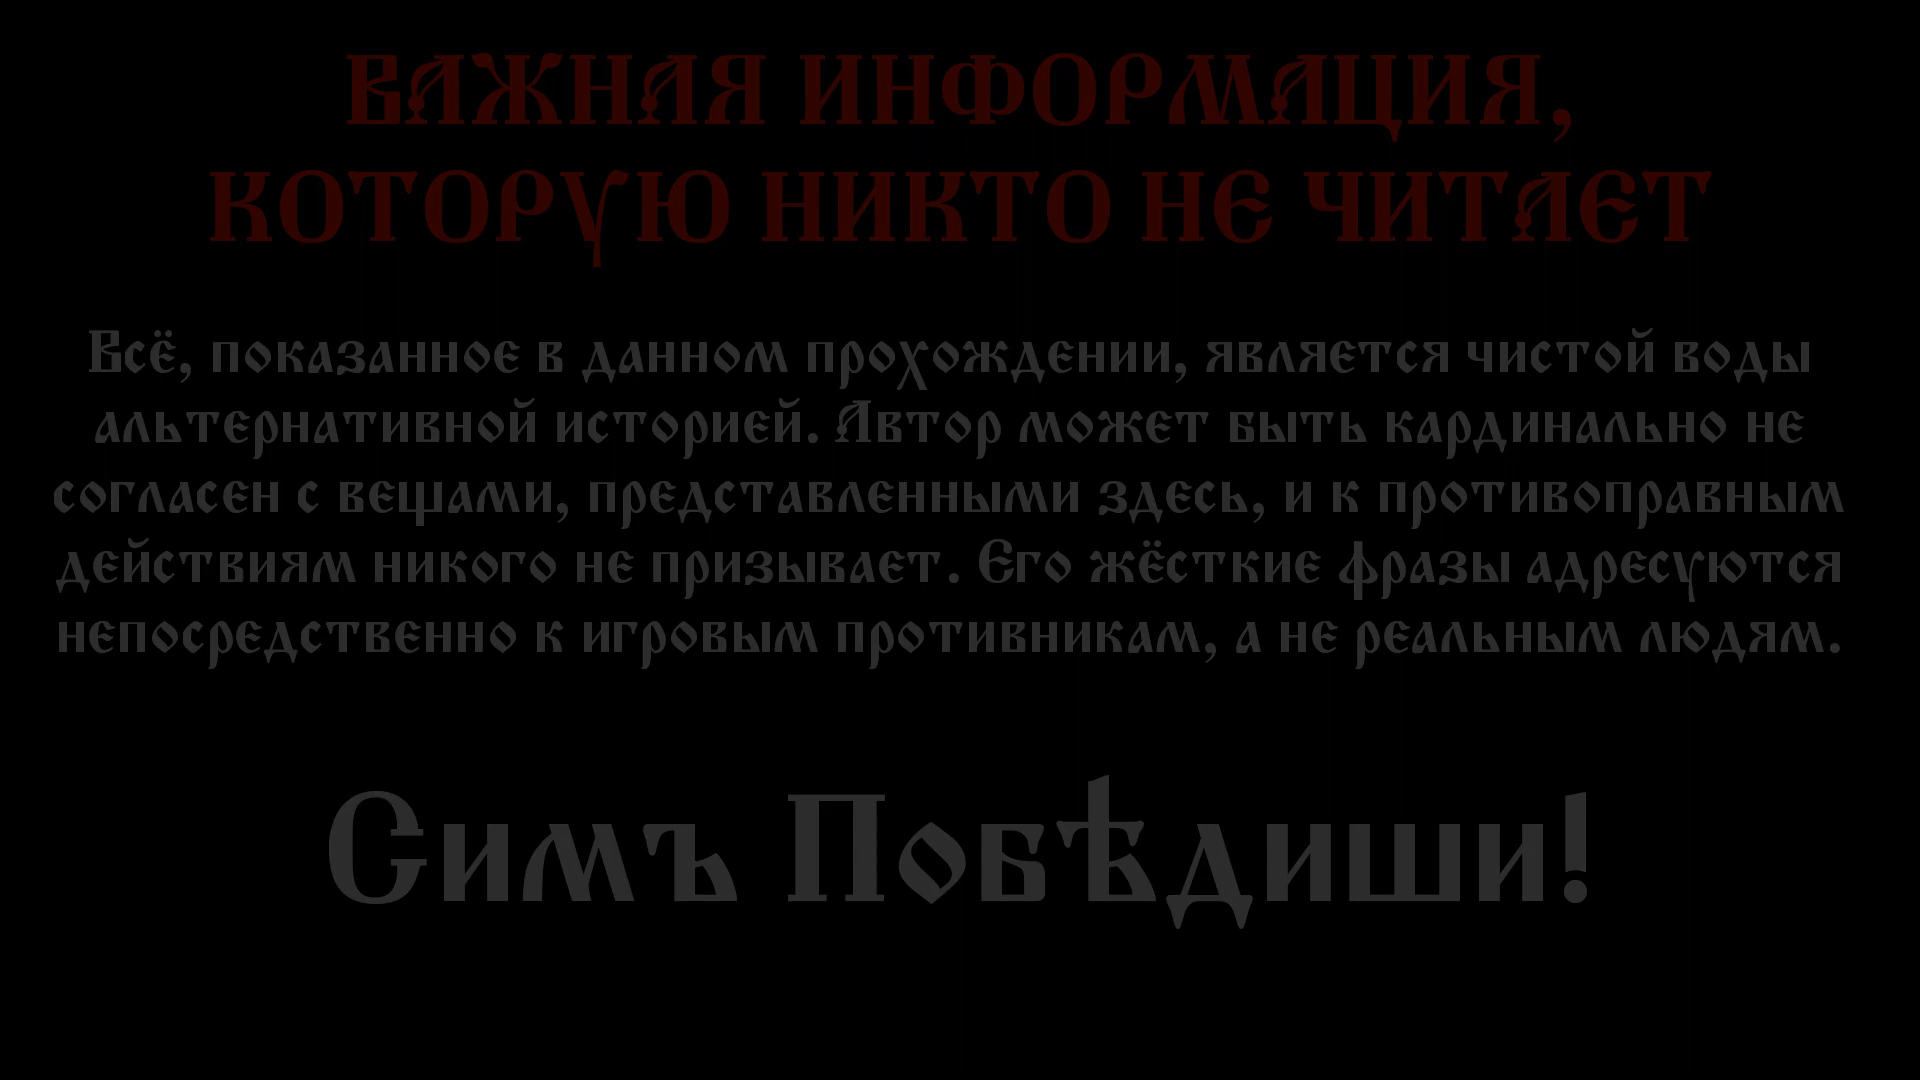 ВАЖНАЯ ИНФОРМАЦИЯ,
КОТОРУЮ НИКТО НЕ ЧИТАЕТ
Всё, показанное в данном прохождении, является чистой воды
альтернативной историей. Автор может быть кардинально не
согласен с вещами, представленными здесь, и к противоправным
действиям никого не призывает. Его жёсткие фразы адресуются
непосредственно к игровым противникам, а не реальным людям.
Симъ Побѣдиши!